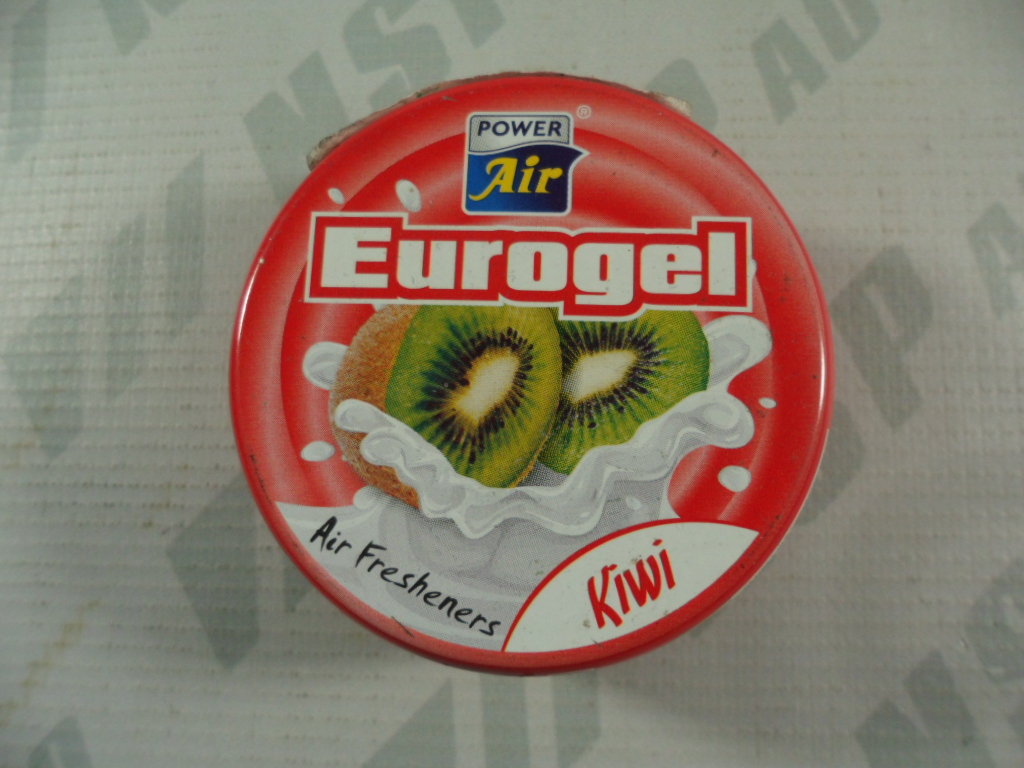 POWER
Air
®
Eurogel
Air Fresheners
Kiwi